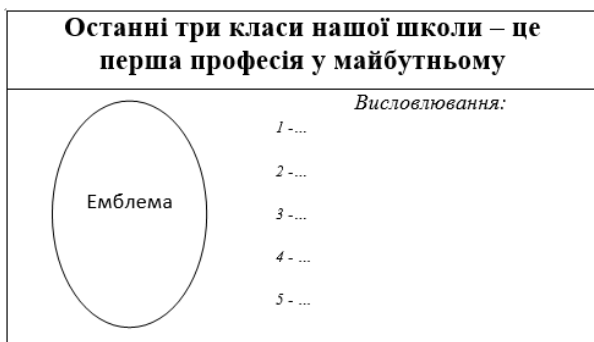 Останні три класи нашої школи – це
перша професія у майбутньому
Висловлювання:
1 -...
2 -...
Емблема
3 -...
4 - ...
5 - ...